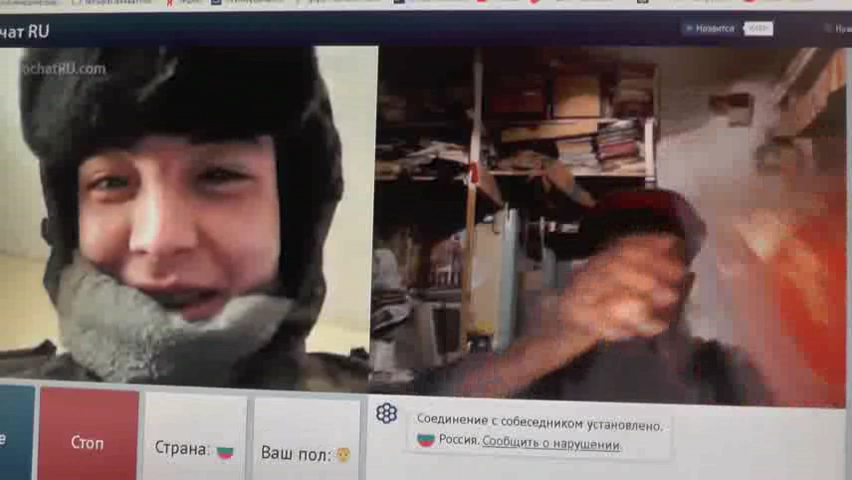 чат RU
Нравится
ochatRU.com
е
Стоп
Страна:
Ваш пол:
Соединение с собеседником установлено.
Россия. Сообщить о нарушении.